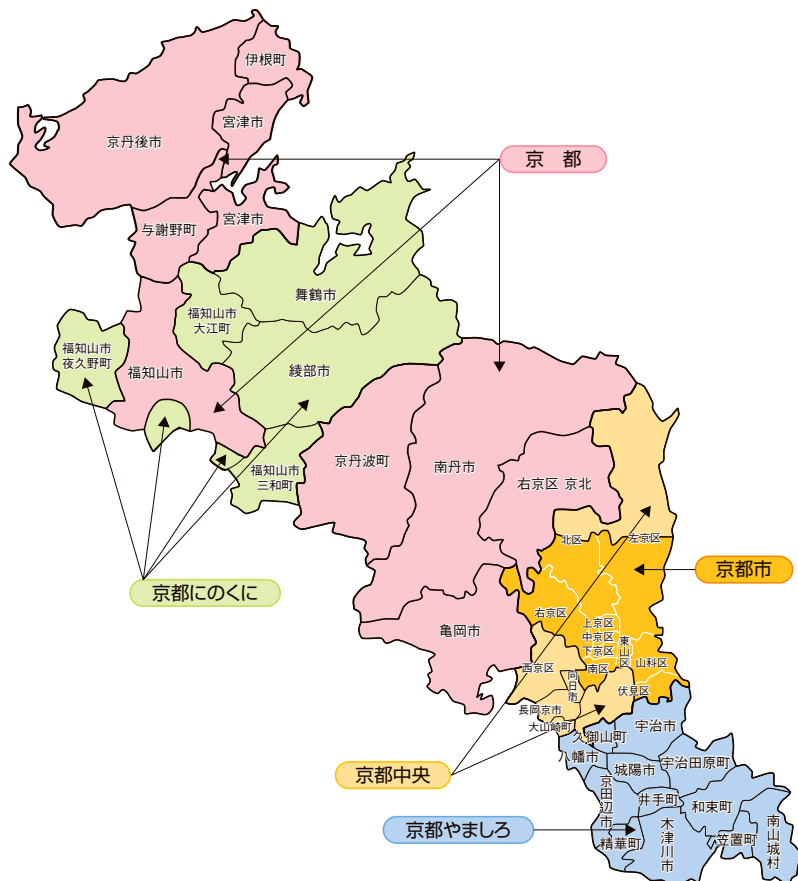 伊根町
宮津市
京丹後市
京　都
与謝野町
宮津市
舞鶴市
福知山市
大江町
福知山市
夜久野町
福知山市
綾部市
京丹波町
南丹市
福知山市
三和町
右京区 京北
北区
左京区
京都市
京都にのくに
右京区
上京区
中京区
下京区
東山区
山科区
亀岡市
西京区
向日市
南区
伏見区
長岡京市
大山崎町
久御山町
宇治市
八幡市
城陽市
宇治田原町
京都中央
京田辺市
井手町
和束町
京都やましろ
精華町
木津川市
笠置町
南山城村